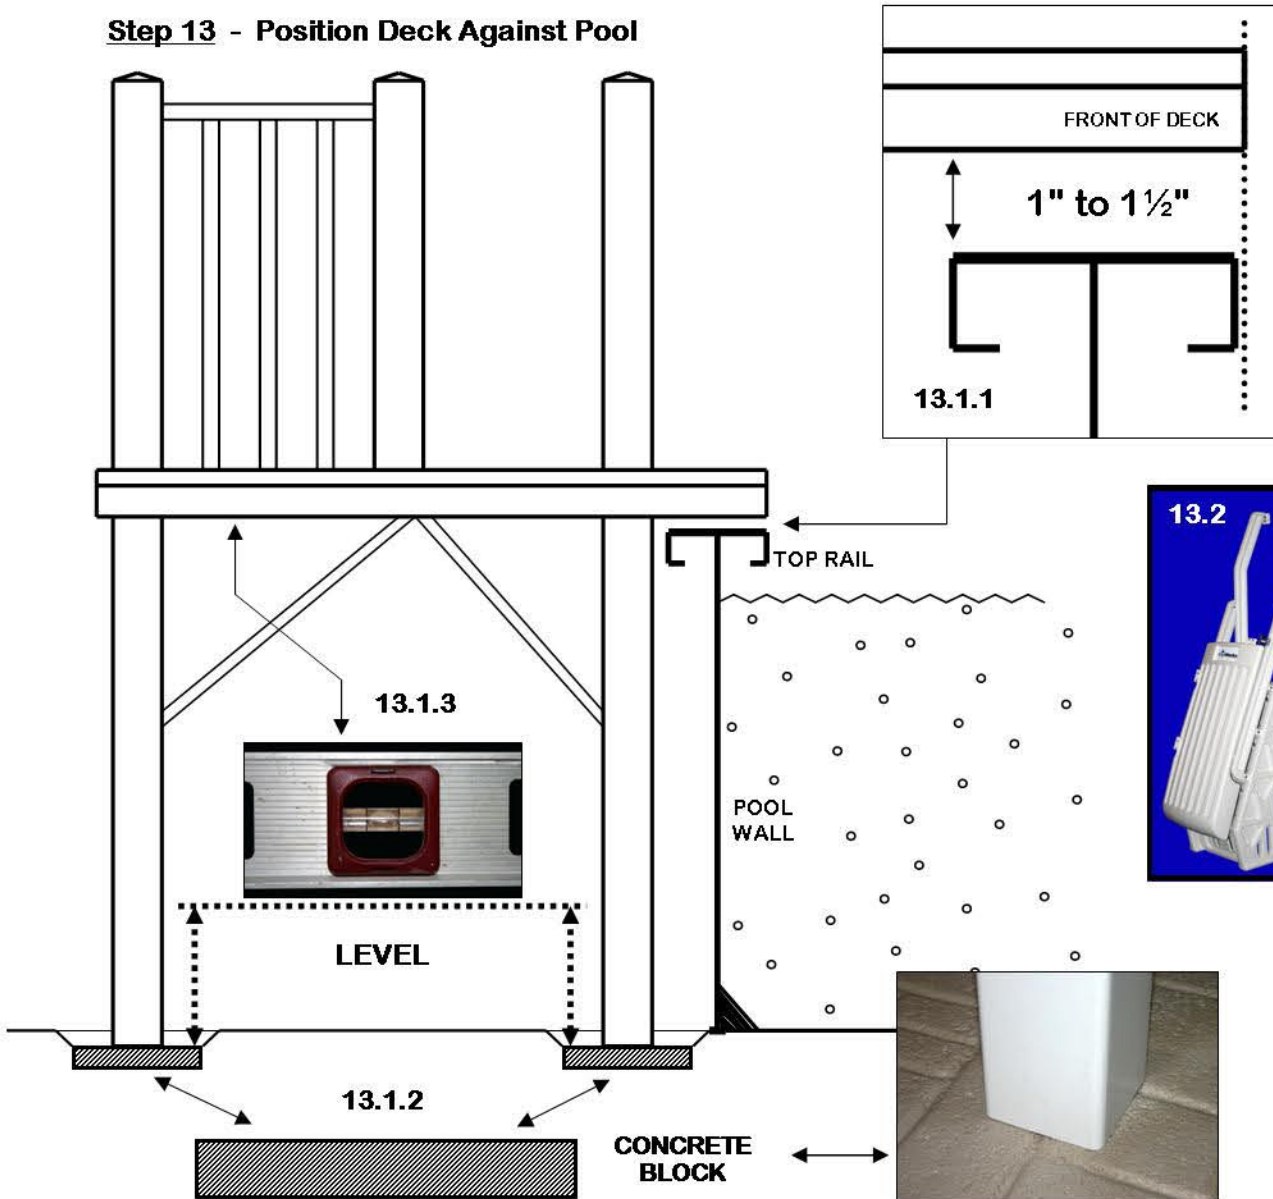 Step 13 - Position Deck Against Pool
FRONT OF DECK
1" to 1½"
13.1.1
13.2
TOP RAIL
13.1.3
POOL
WALL
LEVEL
13.1.2
CONCRETE
BLOCK